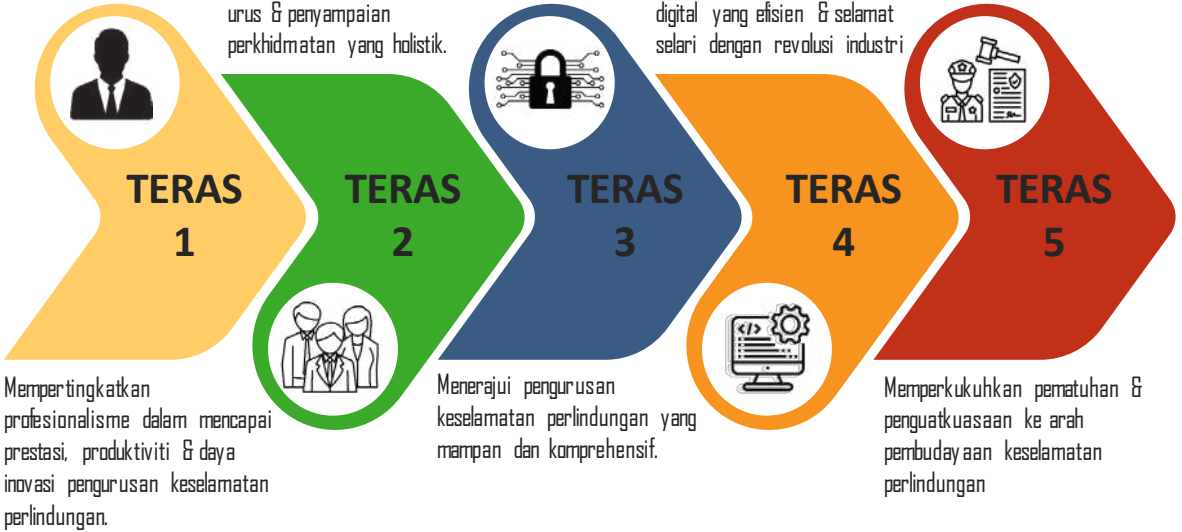 urus & penyampaian
perkhidmatan yang holistik.
digital yang efisien & selamat
selari dengan revolusi industri
TERAS
1
TERAS
2
TERAS
3
TERAS
4
TERAS
5
Mempertingkatkan
profesionalisme dalam mencapai
prestasi, produktiviti & daya
inovasi pengurusan keselamatan
perlindungan.
Menerajui pengurusan
keselamatan perlindungan yang
mampan dan komprehensif.
Memperkukuhkan pematuhan &
penguatkuasaan ke arah
pembudayaan keselamatan
perlindungan